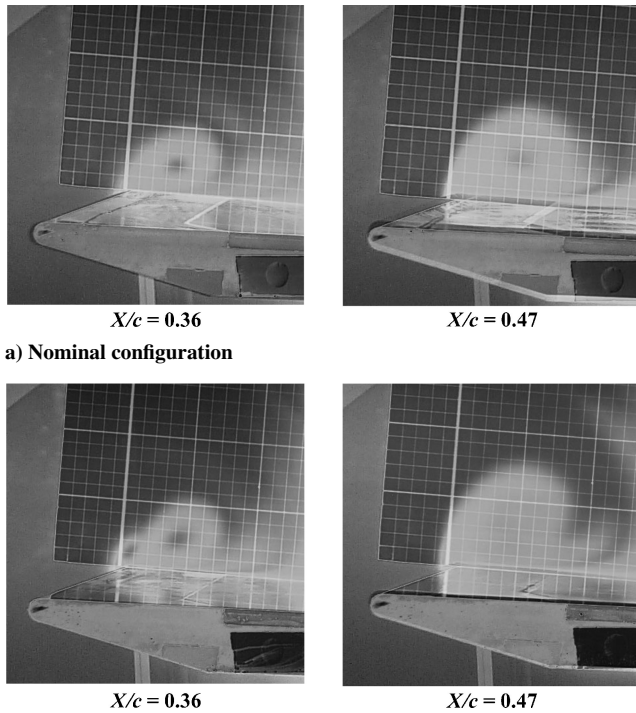 X/c = 0.36
X/c = 0.47
a) Nominal configuration
X/c = 0.36
X/c = 0.47